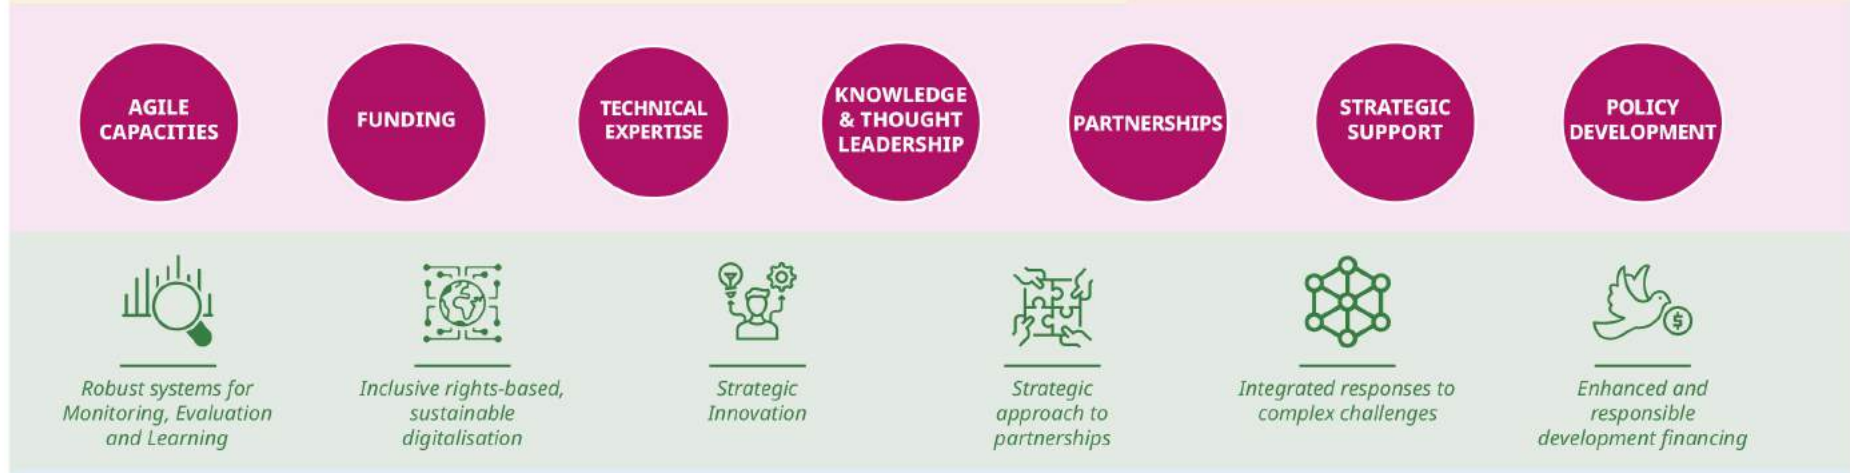 AGILE
CAPACITIES
FUNDING
TECHNICAL
EXPERTISE
KNOWLEDGE
& THOUGHT
LEADERSHIP
PARTNERSHIPS
STRATEGIC
SUPPORT
POLICY
DEVELOPMENT
$
Robust systems for
Monitoring, Evaluation
and Learning
Inclusive rights-based,
sustainable
digitalisation
Strategic
Innovation
Strategic
approach to
partnerships
Integrated responses to
complex challenges
Enhanced and
responsible
development financing